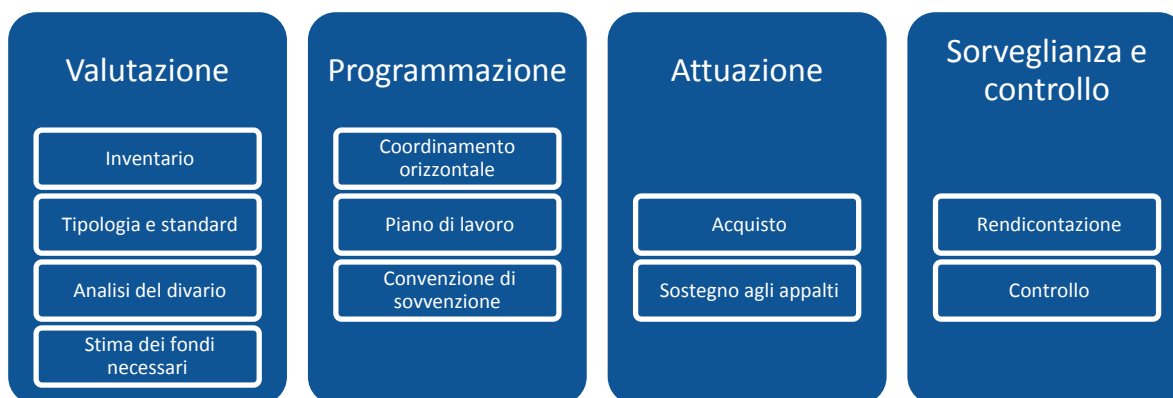 Valutazione
Inventario
Tipologia e standard
Analisi del divario
Stima dei fondi
necessari
Programmazione
Coordinamento
orizzontale
Piano di lavoro
Convenzione di
sovvenzione
Attuazione
Acquisto
Sostegno agli appalti
Sorveglianza e
controllo
Rendicontazione
Controllo